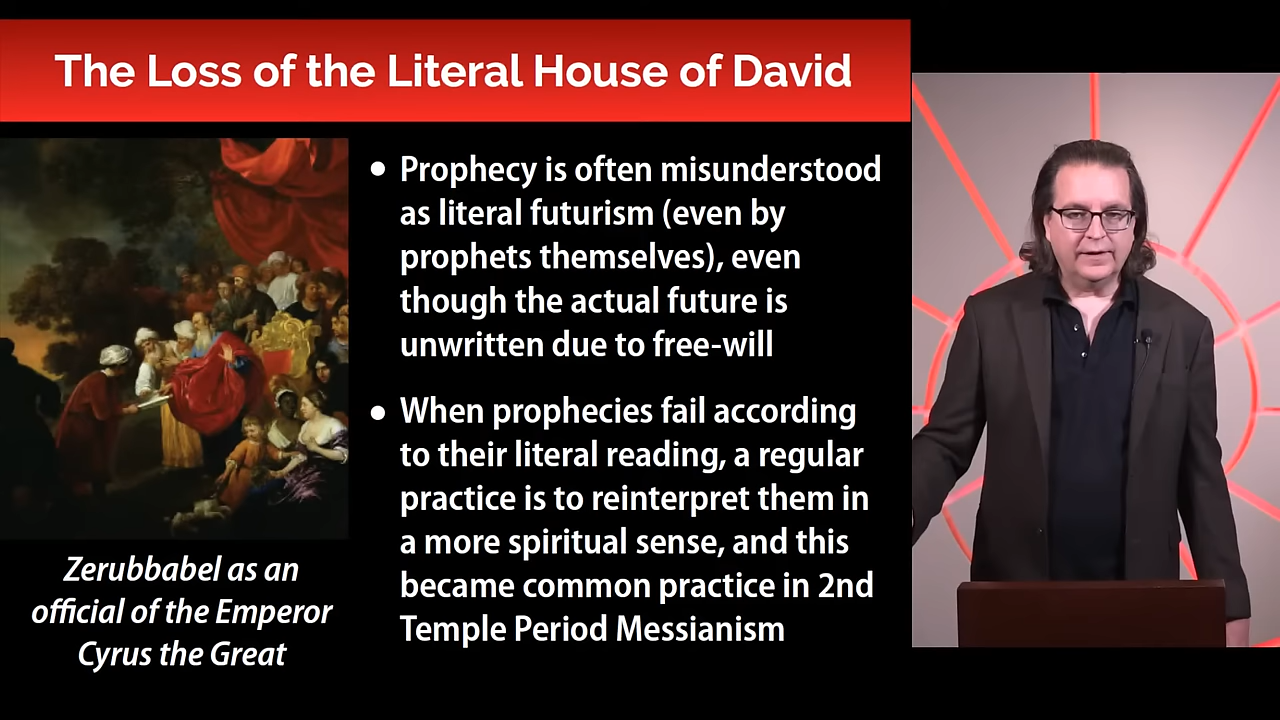 The Loss of the Literal House of David
• Prophecy is often misunderstood
as literal futurism (even by
prophets themselves), even
though the actual future is
unwritten due to free-will
• When prophecies fail according
to their literal reading, a regular
practice is to reinterpret them in
a more spiritual sense, and this
became common practice in 2nd
Temple Period Messianism
Zerubbabel as an
official of the Emperor
Cyrus the Great